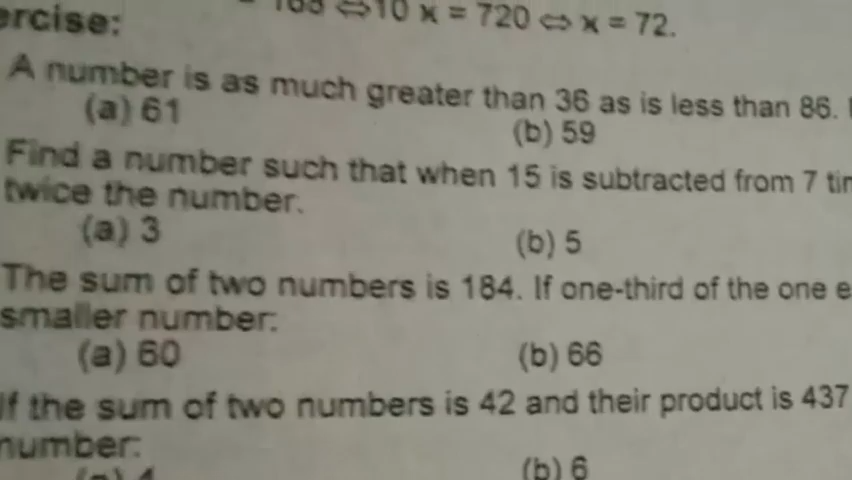 ercise:
10 x = 720 ⇔ x = 72.
A number is as much greater than 36 as is less than 86.
(a) 61 (b) 59
Find a number such that when 15 is subtracted from 7
twice the number.
(a) 3 (b) 5
The sum of two numbers is 184. If one-third of the one
smaller number:
(a) 60 (b) 66
If the sum of two numbers is 42 and their product is 437
number:
(b) 6